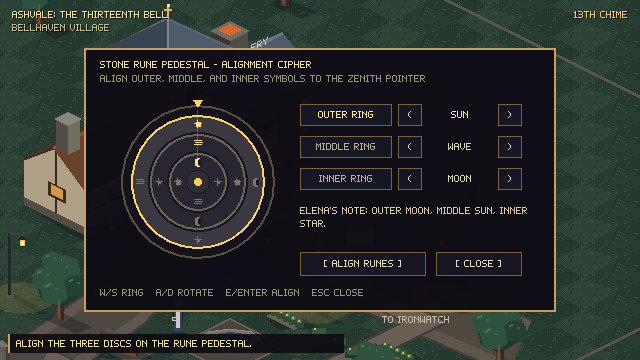 ASHVALE: THE THIRTEENTH BELL
BELLHAVEN VILLAGE
13TH CHIME
STONE RUNE PEDESTAL - ALIGNMENT CIPHER
ALIGN OUTER, MIDDLE, AND INNER SYMBOLS TO THE ZENITH POINTER
OUTER RING < SUN >
MIDDLE RING < WAVE >
INNER RING < MOON >
ELENA'S NOTE: OUTER MOON, MIDDLE SUN, INNER
STAR.
[ ALIGN RUNES ] [ CLOSE ]
W/S RING A/D ROTATE E/ENTER ALIGN ESC CLOSE
TO IRONWATCH
ALIGN THE THREE DISCS ON THE RUNE PEDESTAL.